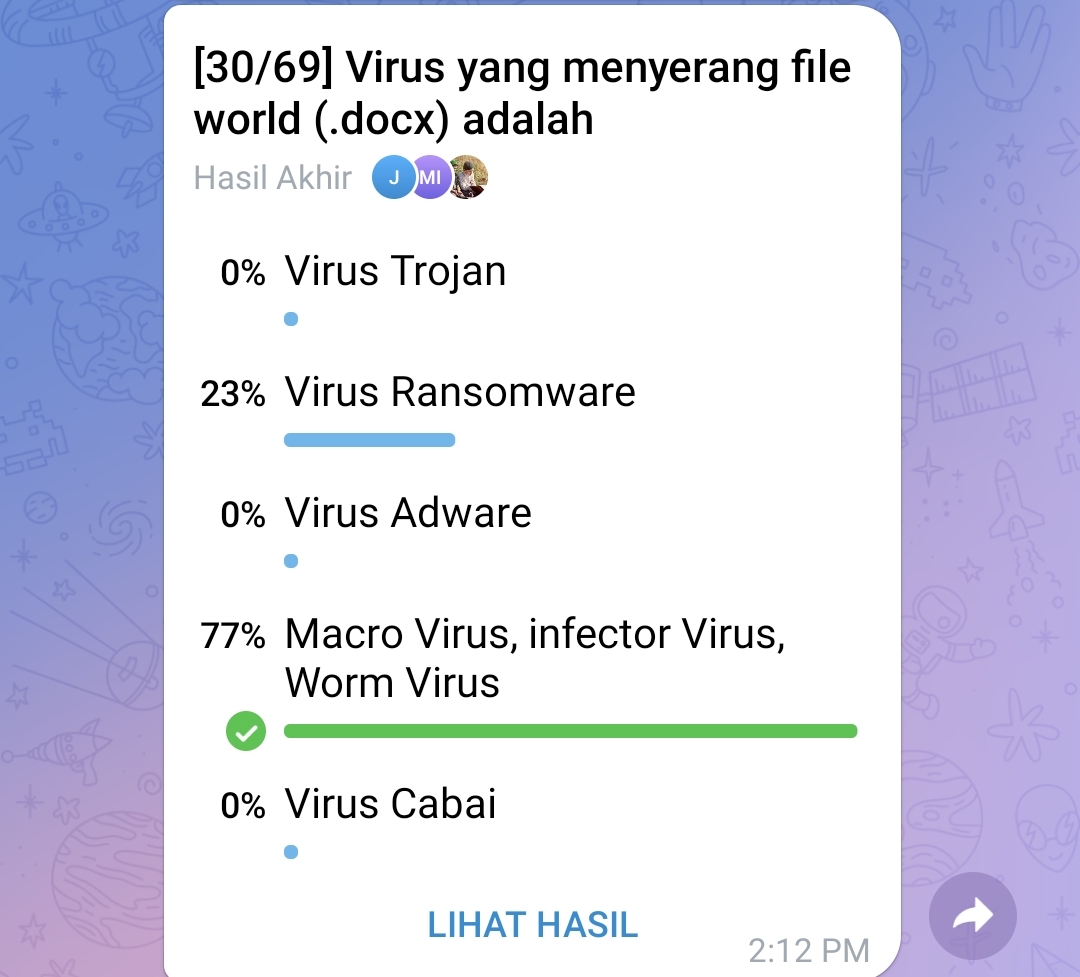 [30/69] Virus yang menyerang file
world (.docx) adalah
Hasil Akhir J MI
0% Virus Trojan
23% Virus Ransomware
0% Virus Adware
77% Macro Virus, infector Virus,
Worm Virus
0% Virus Cabai
LIHAT HASIL
2:12 PM